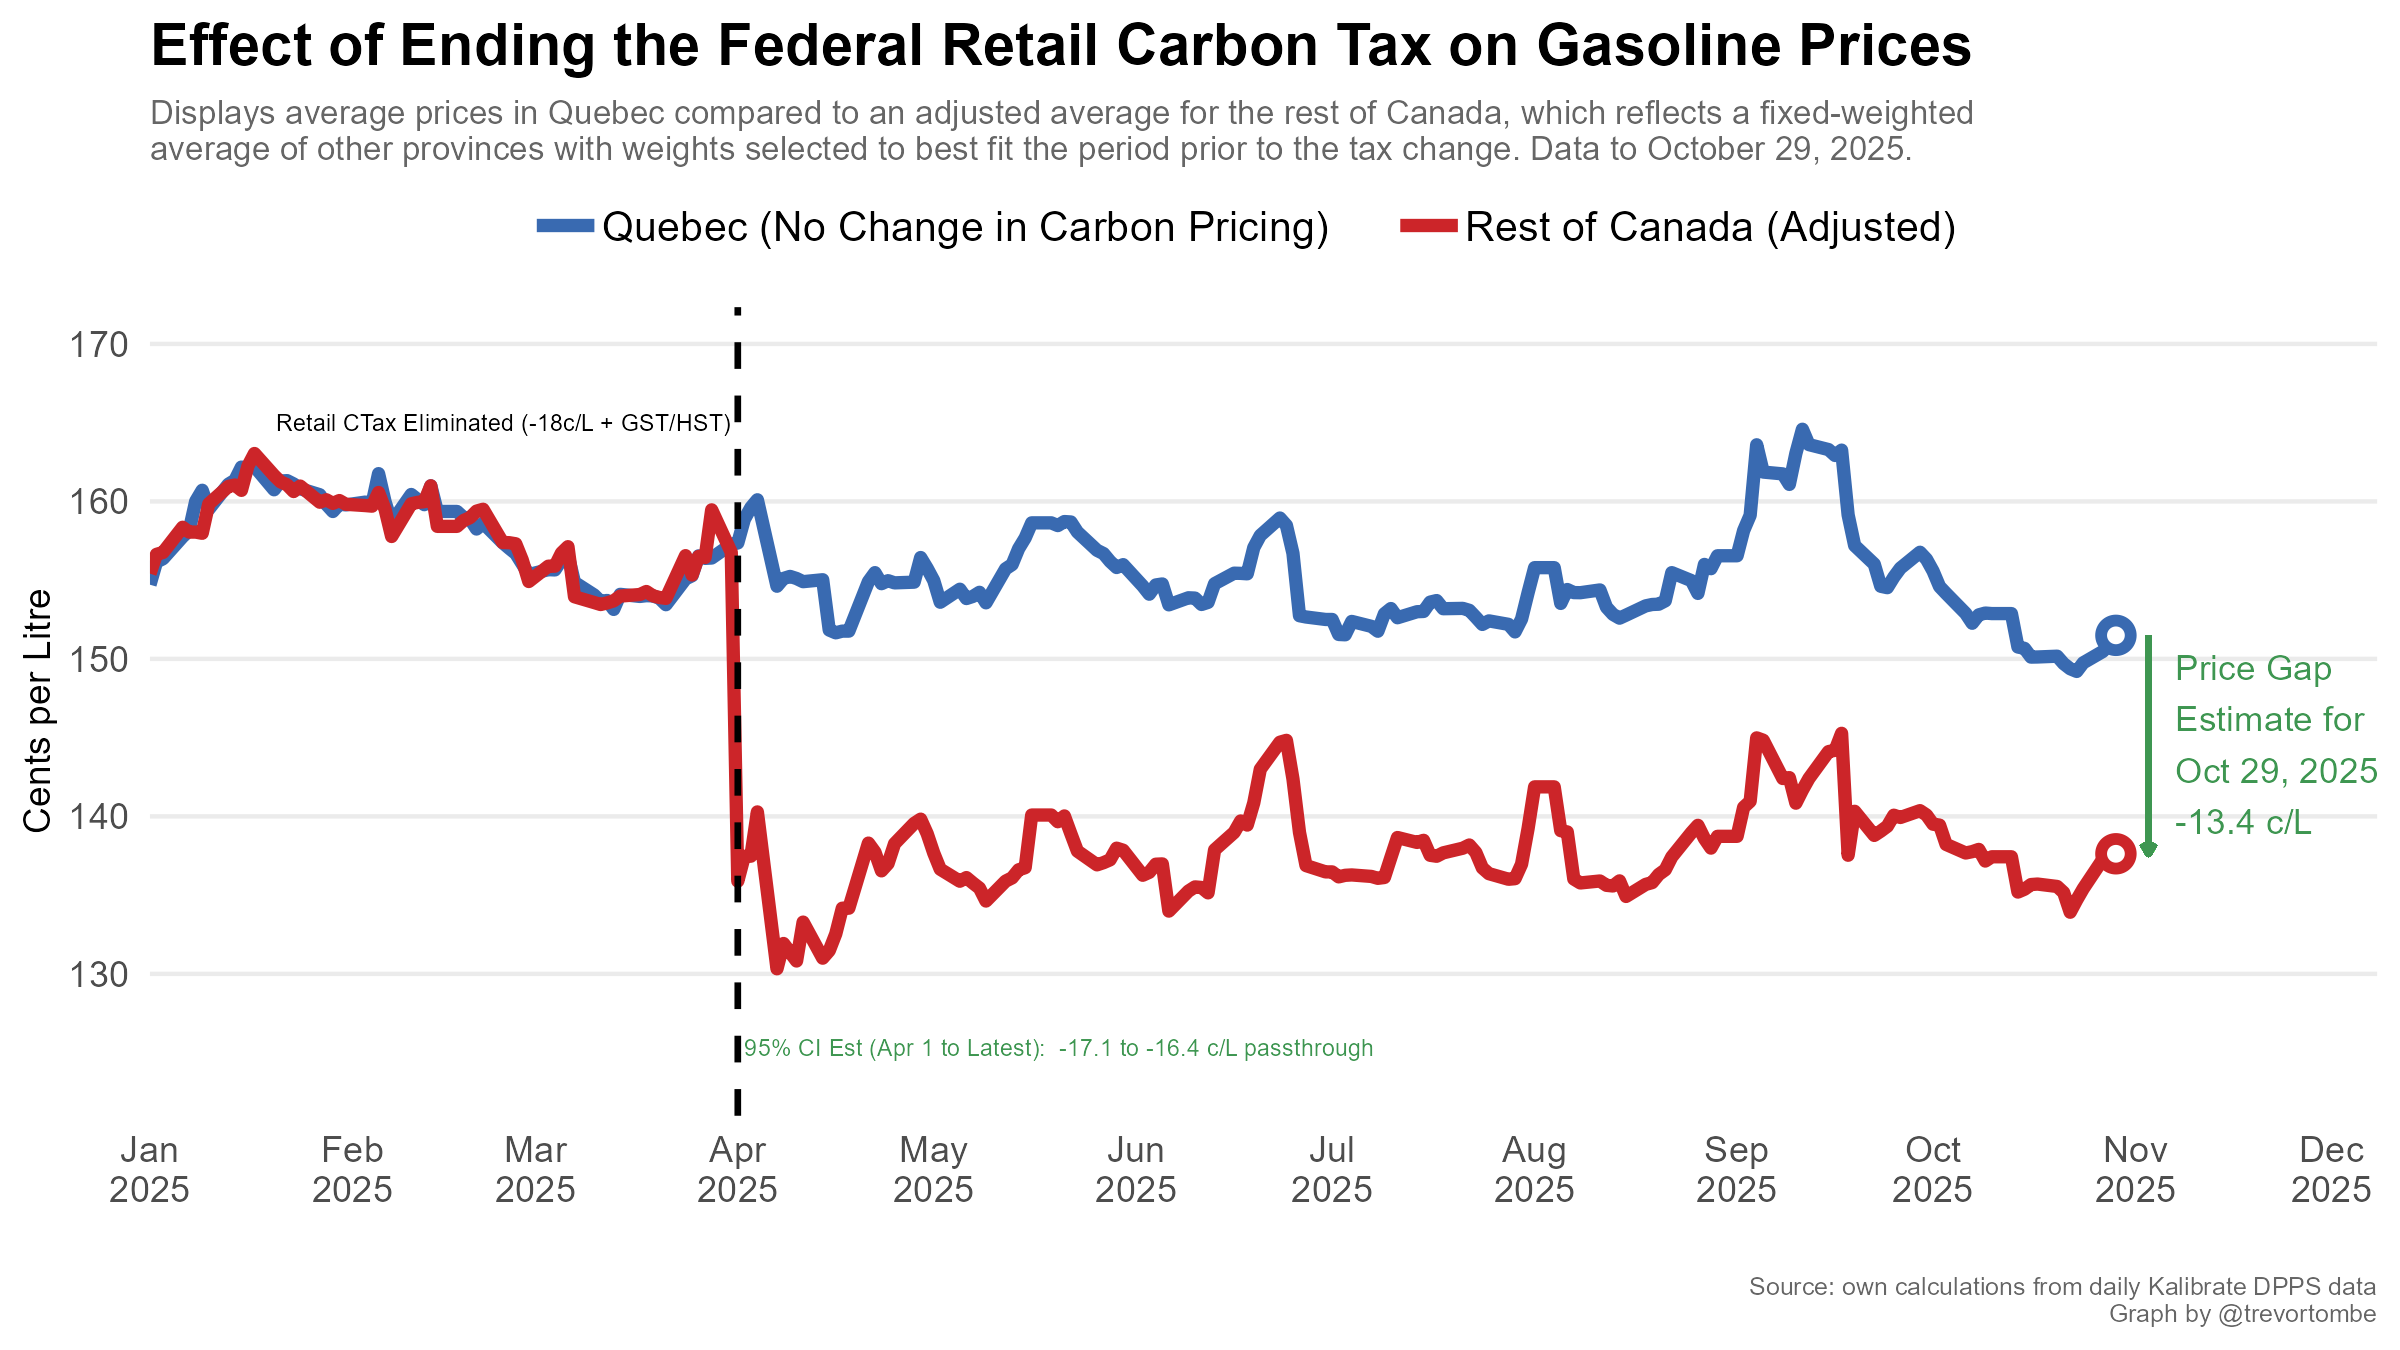 Effect of Ending the Federal Retail Carbon Tax on Gasoline Prices
Displays average prices in Quebec compared to an adjusted average for the rest of Canada, which reflects a fixed-weighted
average of other provinces with weights selected to best fit the period prior to the tax change. Data to October 29, 2025.
Quebec (No Change in Carbon Pricing)
Rest of Canada (Adjusted)
Cents per Litre
170
160
150
140
130
Retail CTax Eliminated (-18c/L + GST/HST)
Price Gap
Estimate for
Oct 29, 2025
-13.4 c/L
95% CI Est (Apr 1 to Latest):  -17.1 to -16.4 c/L passthrough
Jan
2025
Feb
2025
Mar
2025
Apr
2025
May
2025
Jun
2025
Jul
2025
Aug
2025
Sep
2025
Oct
2025
Nov
2025
Dec
2025
Source: own calculations from daily Kalibrate DPPS data
Graph by @trevortombe